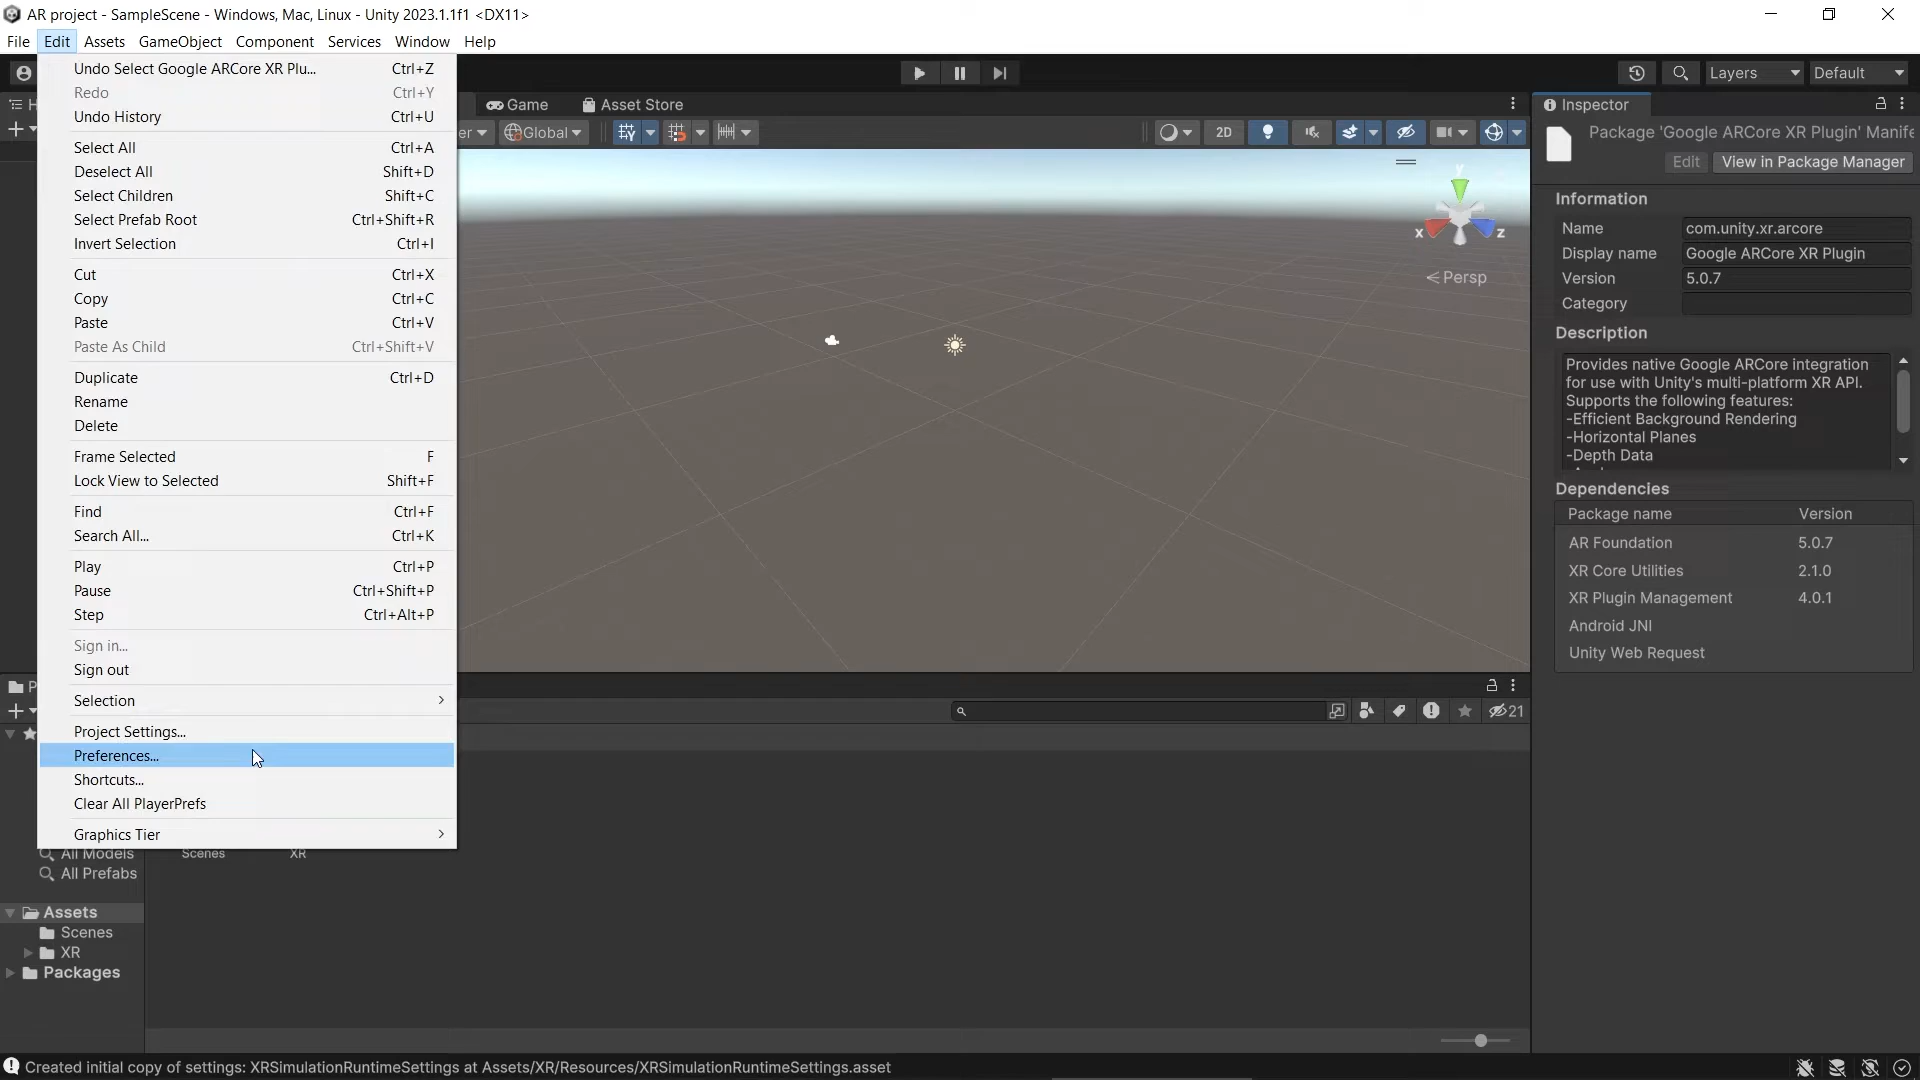 AR project - SampleScene - Windows, Mac, Linux - Unity 2023.1.1f1 <DX11>
File Edit Assets GameObject Component Services Window Help
Undo Select Google ARCore XR Plu... Ctrl+Z
Redo Ctrl+Y
Undo History Ctrl+U
Select All Ctrl+A
Deselect All Shift+D
Select Children Shift+C
Select Prefab Root Ctrl+Shift+R
Invert Selection Ctrl+I
Cut Ctrl+X
Copy Ctrl+C
Paste Ctrl+V
Paste As Child Ctrl+Shift+V
Duplicate Ctrl+D
Rename
Delete
Frame Selected F
Lock View to Selected Shift+F
Find Ctrl+F
Search All... Ctrl+K
Play Ctrl+P
Pause Ctrl+Shift+P
Step Ctrl+Alt+P
Sign in...
Sign out
Selection
Project Settings...
Preferences...
Shortcuts...
Clear All PlayerPrefs
Graphics Tier
Layers Default
Game Asset Store
Global 2D
y
x z
< Persp
Inspector
Package 'Google ARCore XR Plugin' Manife
Edit View in Package Manager
Information
Name com.unity.xr.arcore
Display name Google ARCore XR Plugin
Version 5.0.7
Category
Description
Provides native Google ARCore integration
for use with Unity's multi-platform XR API.
Supports the following features:
-Efficient Background Rendering
-Horizontal Planes
-Depth Data
Dependencies
Package name Version
AR Foundation 5.0.7
XR Core Utilities 2.1.0
XR Plugin Management 4.0.1
Android JNI
Unity Web Request
21
All Models
All Prefabs
Assets
Scenes
XR
Packages
Scenes XR
Created initial copy of settings: XRSimulationRuntimeSettings at Assets/XR/Resources/XRSimulationRuntimeSettings.asset